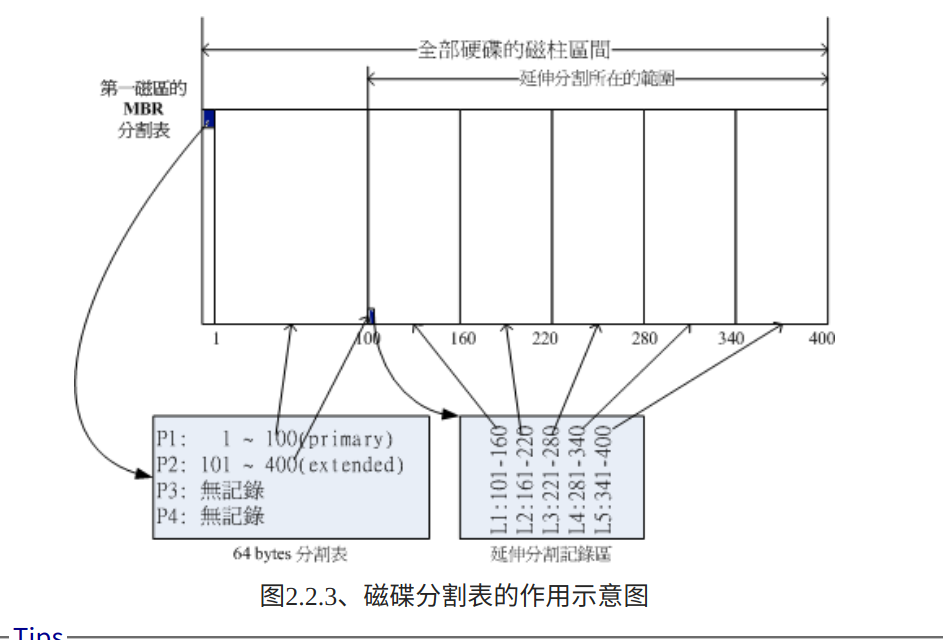 全部硬碟的磁柱區間
延伸分割所在的範圍
第一磁區的
MBR
分割表
1 100 160 220 280 340 400
P1: 1 ~ 100(primary)
P2: 101 ~ 400(extended)
P3: 無記錄
P4: 無記錄
L1:101-160
L2:161-220
L3:221-280
L4:281-340
L5:341-400
64 bytes 分割表
延伸分割記錄區
图2.2.3、磁碟分割表的作用示意图
Tips